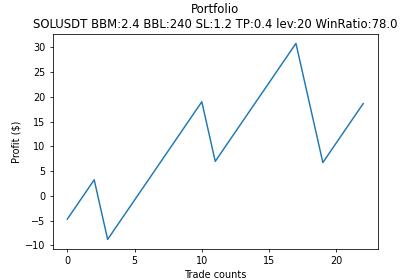 Portfolio
SOLUSDT BBM:2.4 BBL:240 SL:1.2 TP:0.4 lev:20 WinRatio:78.0
30
25
20
15
10
5
0
−5
−10
Profit ($)
0 5 10 15 20
Trade counts